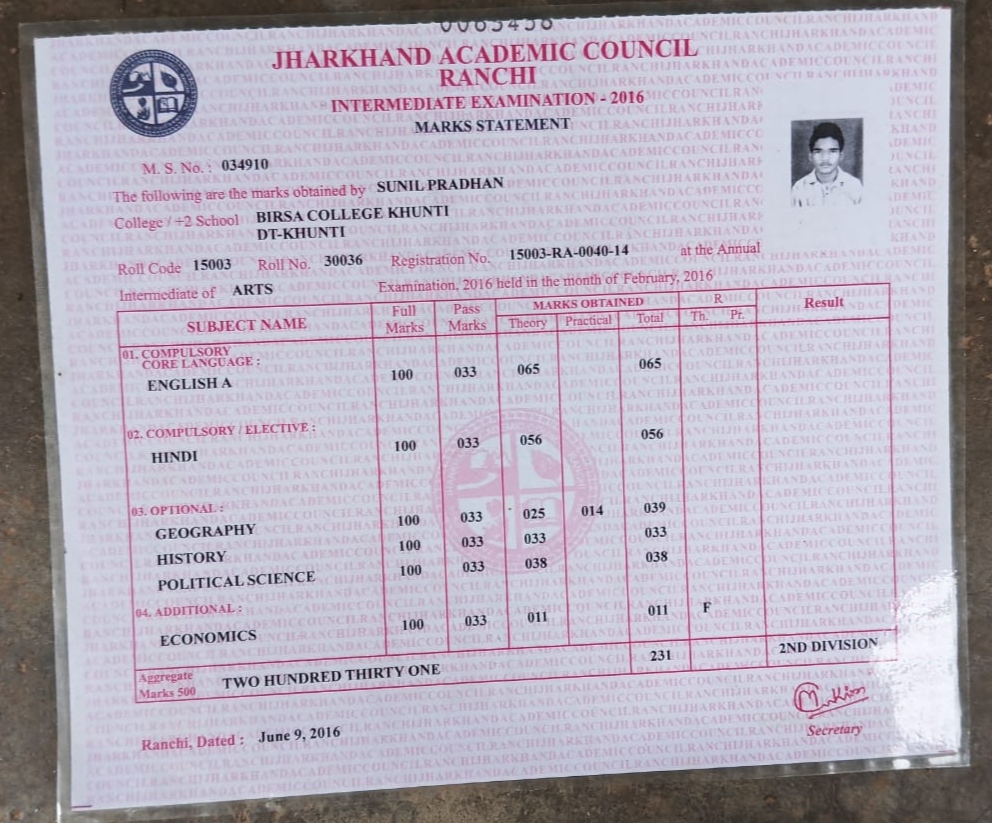 0063458
JHARKHAND ACADEMIC COUNCIL
RANCHI
INTERMEDIATE EXAMINATION - 2016
MARKS STATEMENT
M. S. No. : 034910
The following are the marks obtained by SUNIL PRADHAN
College / +2 School BIRSA COLLEGE KHUNTI
DT-KHUNTI
Roll Code 15003 Roll No. 30036 Registration No. 15003-RA-0040-14 at the Annual
Intermediate of ARTS Examination, 2016 held in the month of February, 2016
SUBJECT NAME Full Marks Pass Marks MARKS OBTAINED R Result
Theory Practical Total Th. Pr.
01. COMPULSORY
CORE LANGUAGE :
ENGLISH A 100 033 065 065
02. COMPULSORY / ELECTIVE :
HINDI 100 033 056 056
03. OPTIONAL :
GEOGRAPHY 100 033 025 014 039
HISTORY 100 033 033 033
POLITICAL SCIENCE 100 033 038 038
04. ADDITIONAL :
ECONOMICS 100 033 011 011 F
Aggregate Marks 500 TWO HUNDRED THIRTY ONE 231 2ND DIVISION
Ranchi, Dated : June 9, 2016
Secretary